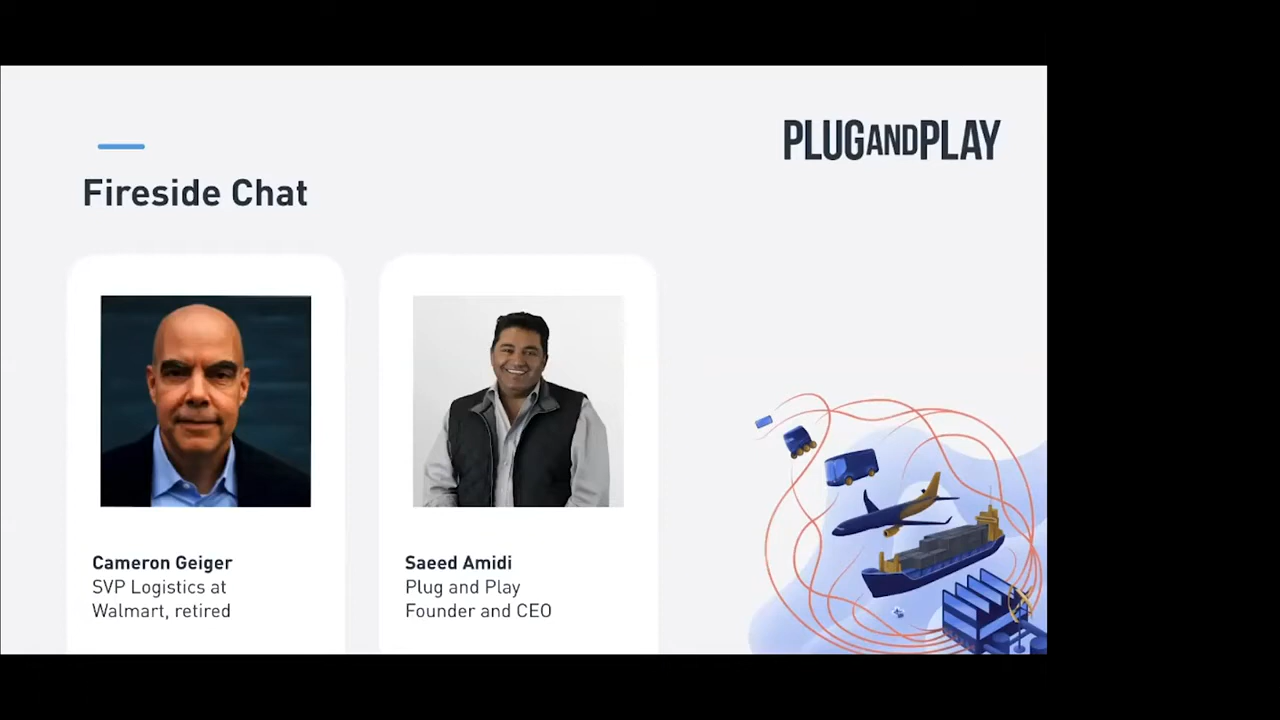 PLUGANDPLAY
Fireside Chat
Cameron Geiger
SVP Logistics at
Walmart, retired
Saeed Amidi
Plug and Play
Founder and CEO